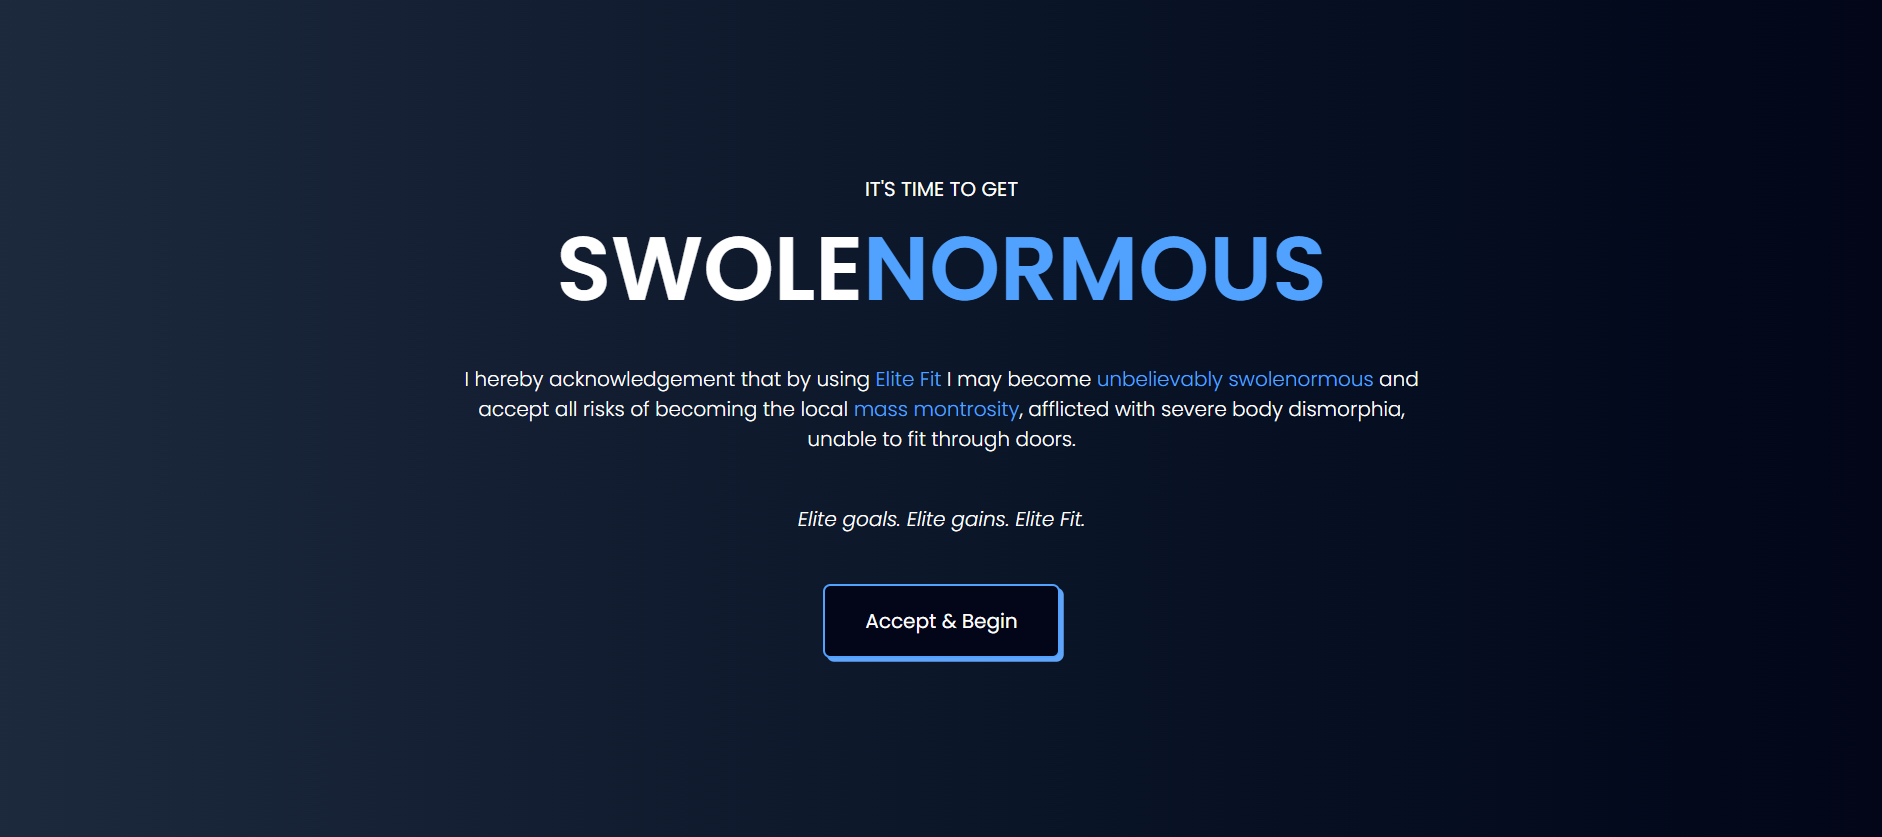 IT'S TIME TO GET
SWOLENORMOUS
I hereby acknowledgement that by using Elite Fit I may become unbelievably swolenormous and
accept all risks of becoming the local mass montrosity, afflicted with severe body dismorphia,
unable to fit through doors.
Elite goals. Elite gains. Elite Fit.
Accept & Begin